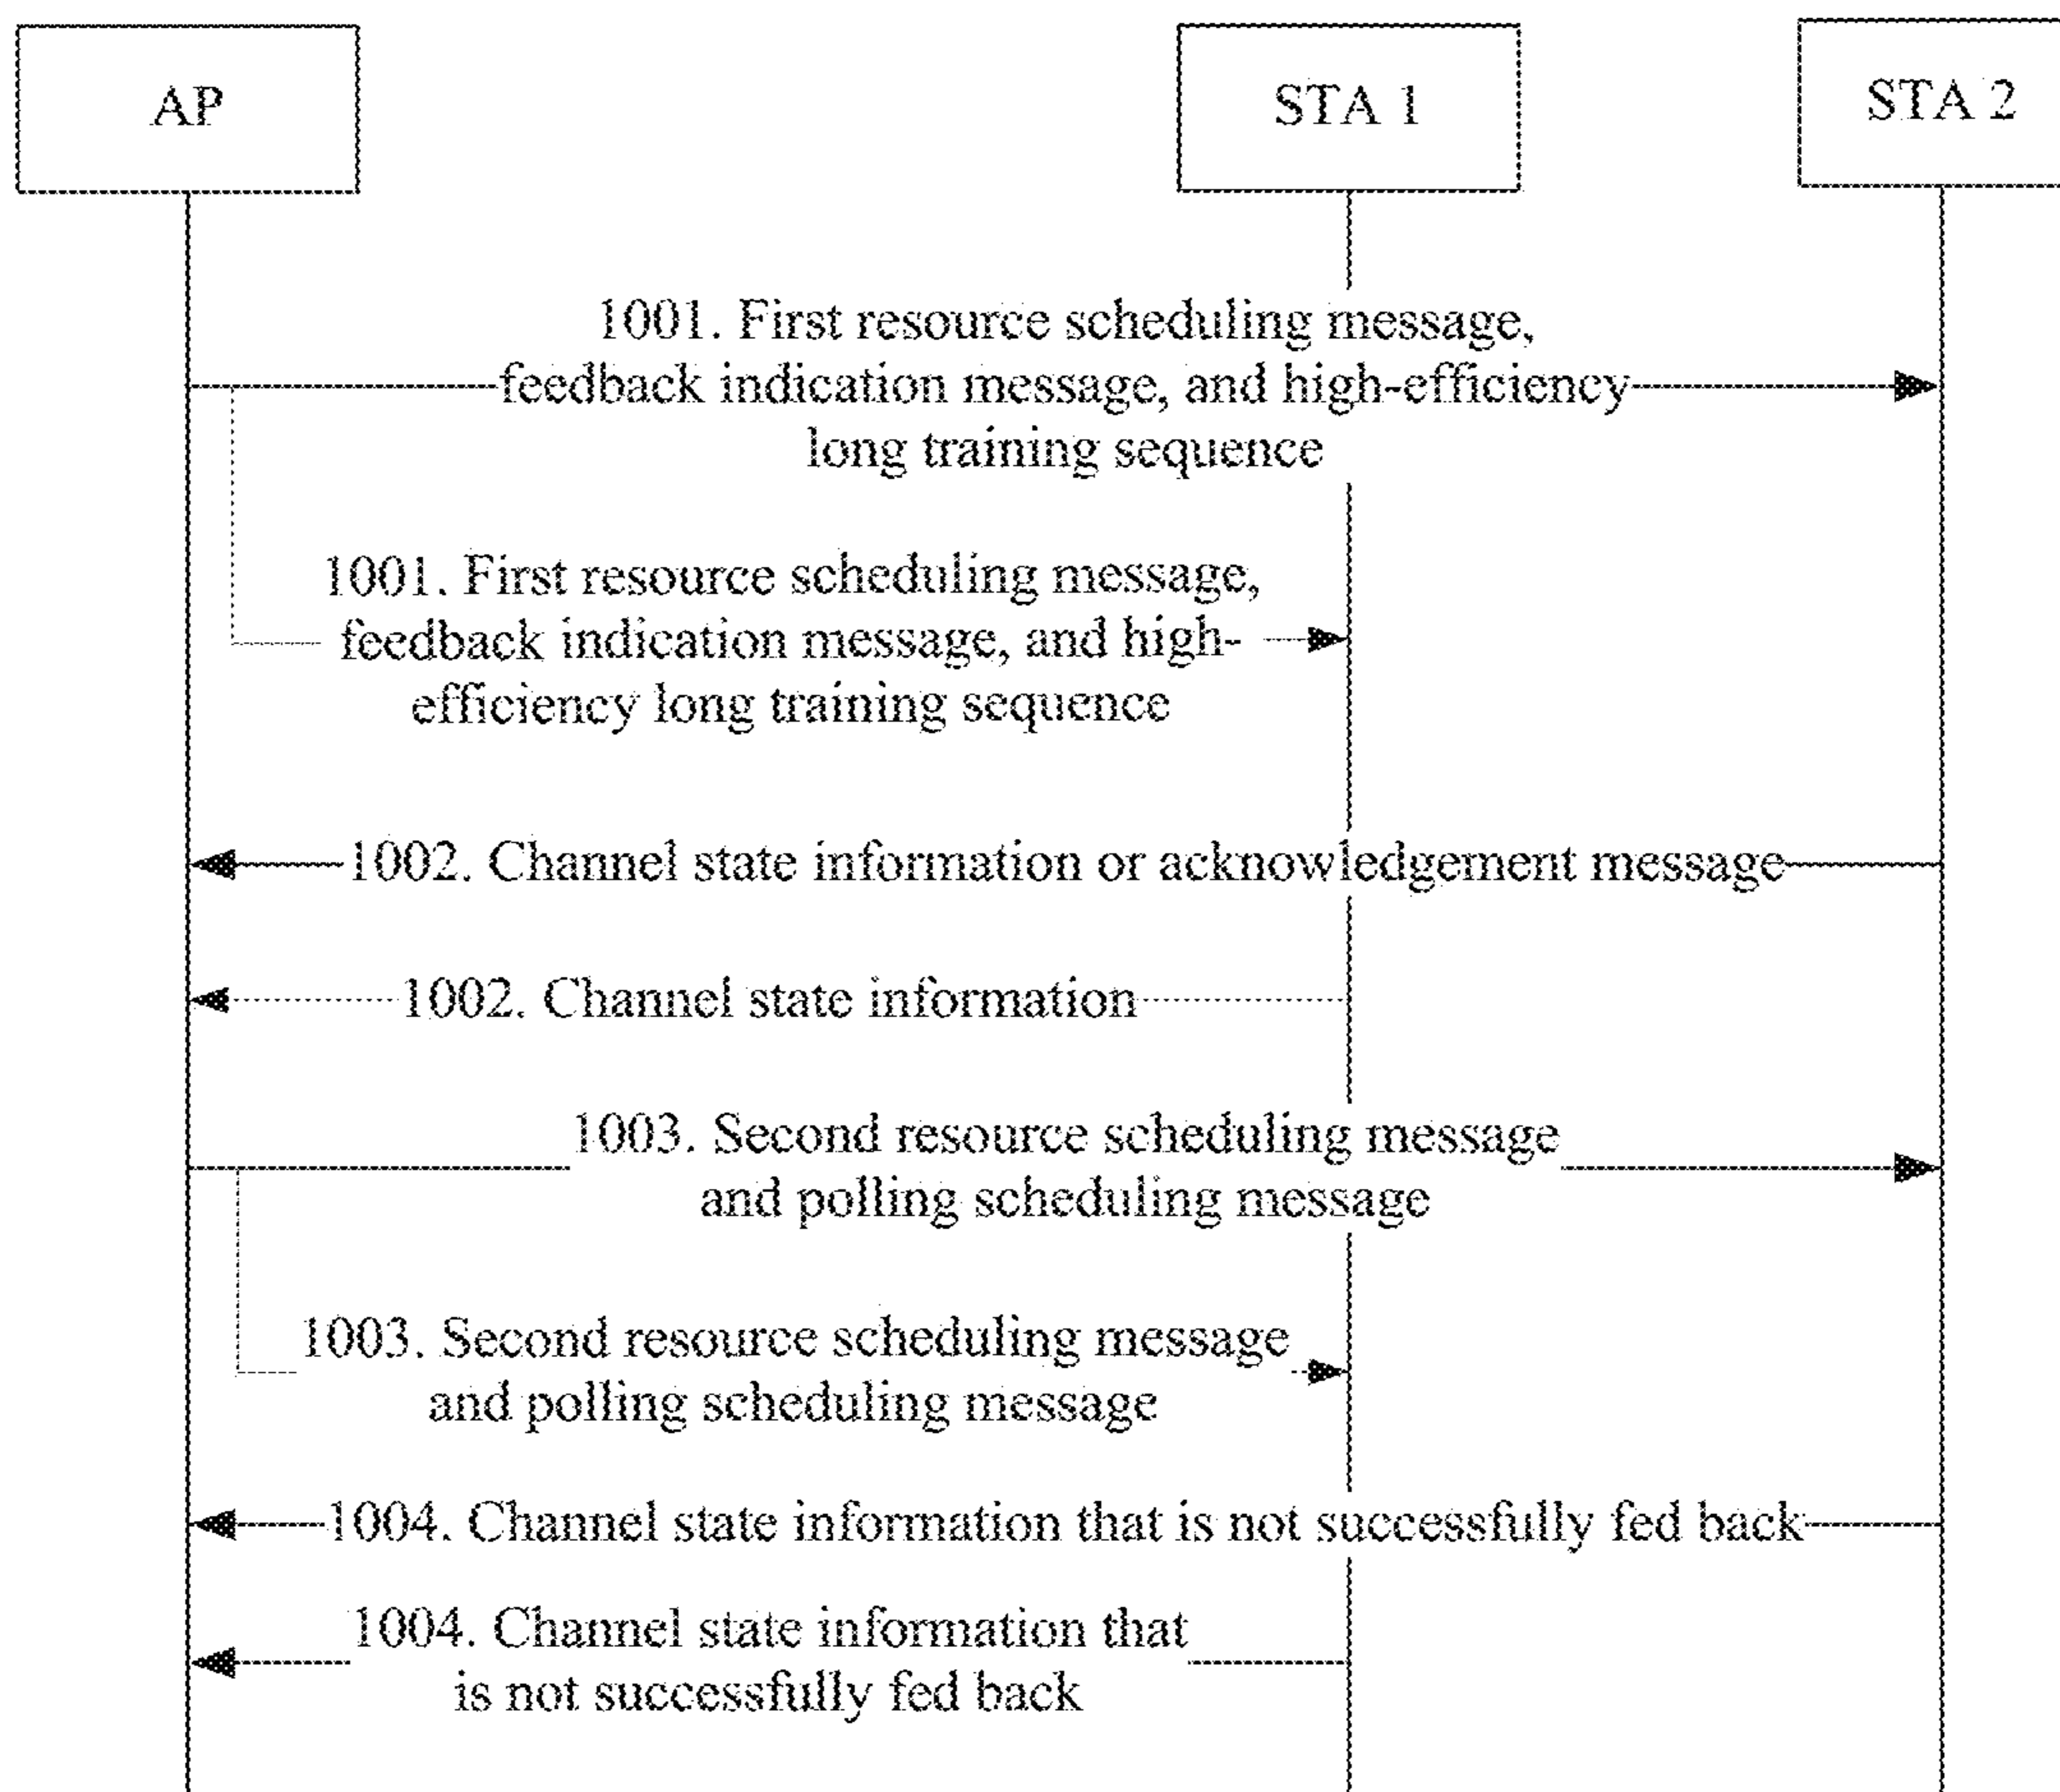 AP
STA 1
STA 2
1001. First resource scheduling message,
feedback indication message, and high-efficiency
long training sequence
1001. First resource scheduling message,
feedback indication message, and high-
efficiency long training sequence
1002. Channel state information or acknowledgement message
1002. Channel state information
1003. Second resource scheduling message
and polling scheduling message
1003. Second resource scheduling message
and polling scheduling message
1004. Channel state information that is not successfully fed back
1004. Channel state information that
is not successfully fed back